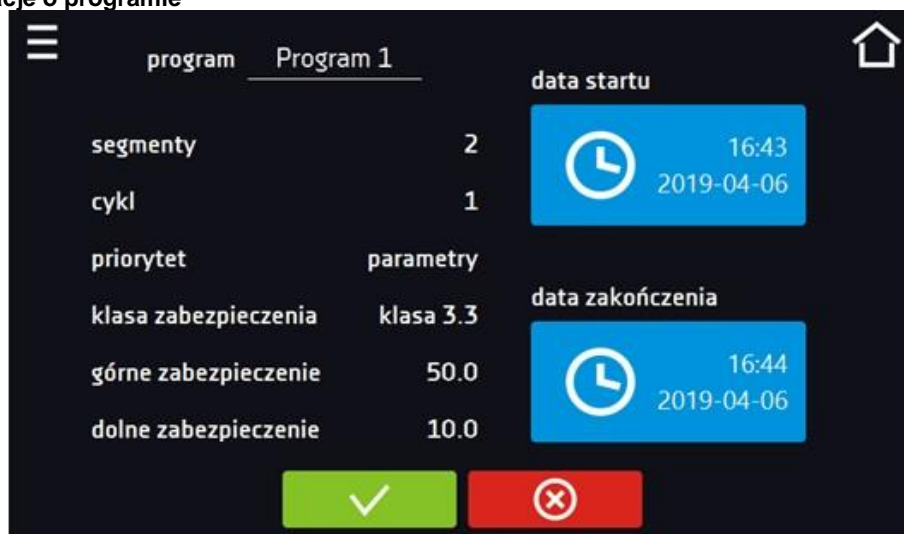 o programie
program Program 1
data startu
segmenty 2
16:43
2019-04-06
cykl 1
priorytet parametry
data zakończenia
klasa zabezpieczenia klasa 3.3
górne zabezpieczenie 50.0
16:44
2019-04-06
dolne zabezpieczenie 10.0